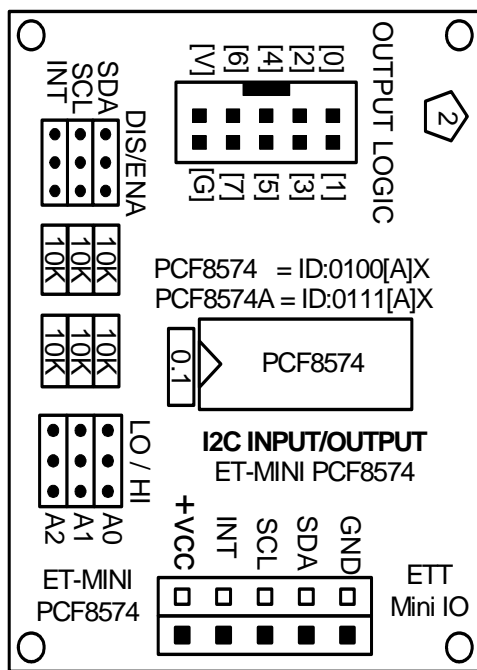 OUTPUT LOGIC
[V] [6] [4] [2] [0]
[G] [7] [5] [3] [1]
2
INT
SCL
SDA
DIS/ENA
10K 10K 10K
10K 10K 10K
PCF8574 = ID:0100[A]X
PCF8574A = ID:0111[A]X
0.1
PCF8574
I2C INPUT/OUTPUT
ET-MINI PCF8574
LO / HI
A2 A1 A0
+VCC INT SCL SDA GND
ET-MINI
PCF8574
ETT
Mini IO